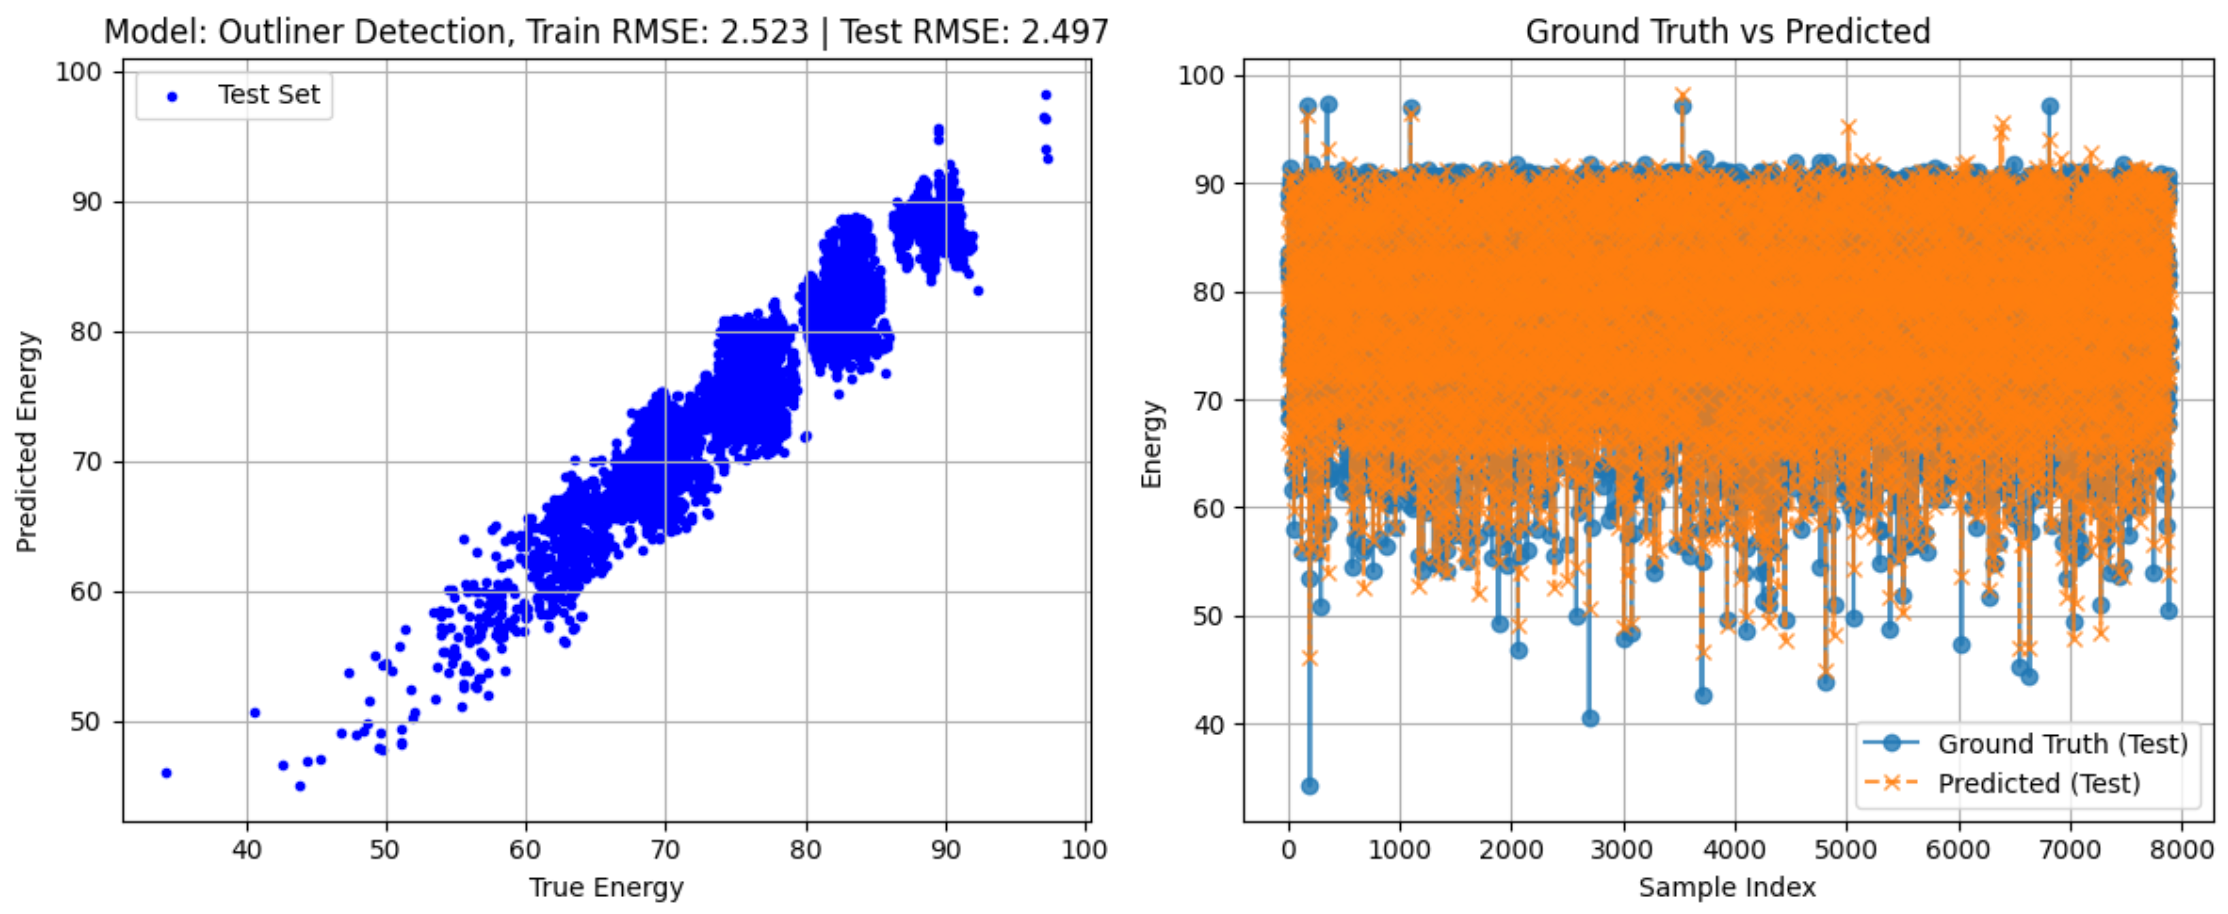 Model: Outliner Detection, Train RMSE: 2.523 | Test RMSE: 2.497
Test Set
100
90
80
70
60
50
Predicted Energy
40 50 60 70 80 90 100
True Energy
Ground Truth vs Predicted
100
90
80
70
60
50
40
Energy
Ground Truth (Test)
Predicted (Test)
0 1000 2000 3000 4000 5000 6000 7000 8000
Sample Index